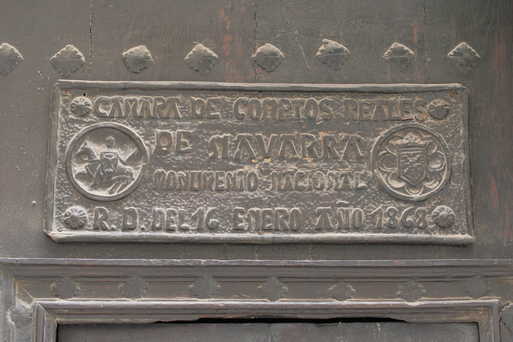 CAMARA DE COMPTOS REALES
DE NAVARRA
MONUMENTO NACIONAL
R.D. DEL 16 ENERO AÑO 1868